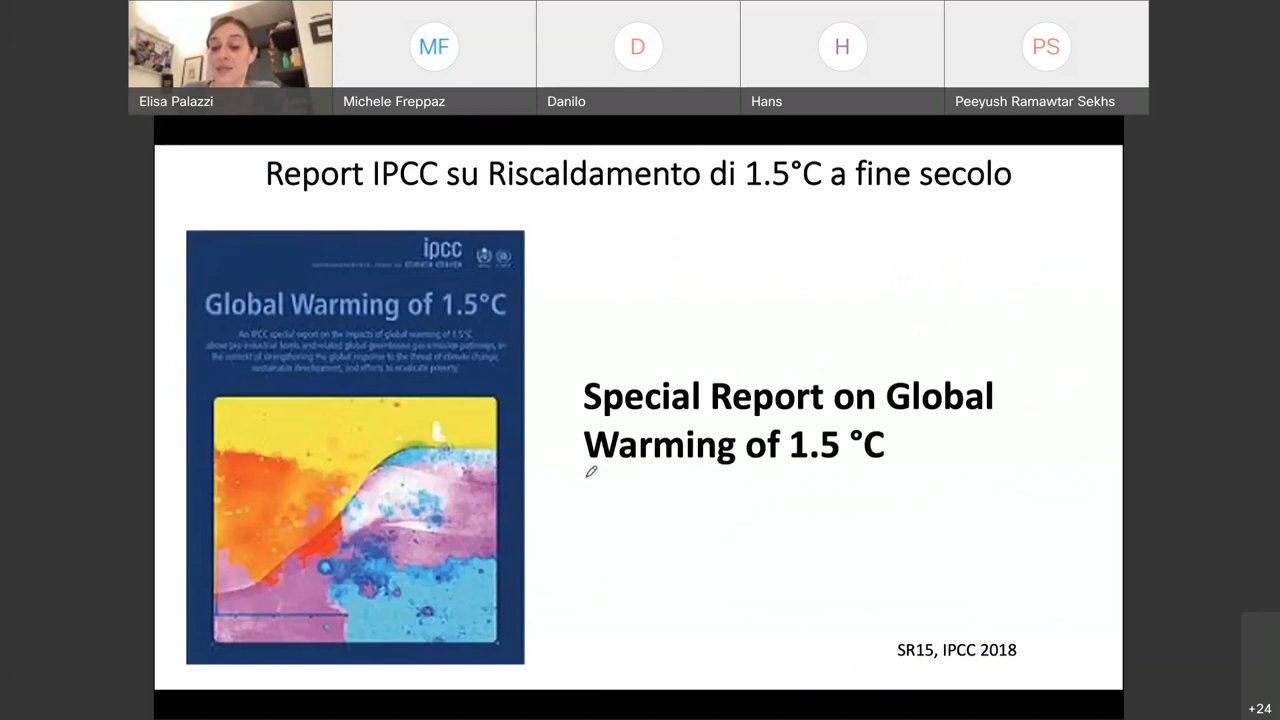 MF
D
H
PS
Elisa Palazzi
Michele Freppaz
Danilo
Hans
Peeyush Ramawtar Sekhs
Report IPCC su Riscaldamento di 1.5°C a fine secolo
ipcc
climate change
Global Warming of 1.5°C
An IPCC special report on the impacts of global warming of 1.5°C
above pre-industrial levels and related global greenhouse gas emission pathways, in
the context of strengthening the global response to the threat of climate change,
sustainable development, and efforts to eradicate poverty
Special Report on Global
Warming of 1.5 °C
SR15, IPCC 2018
+24